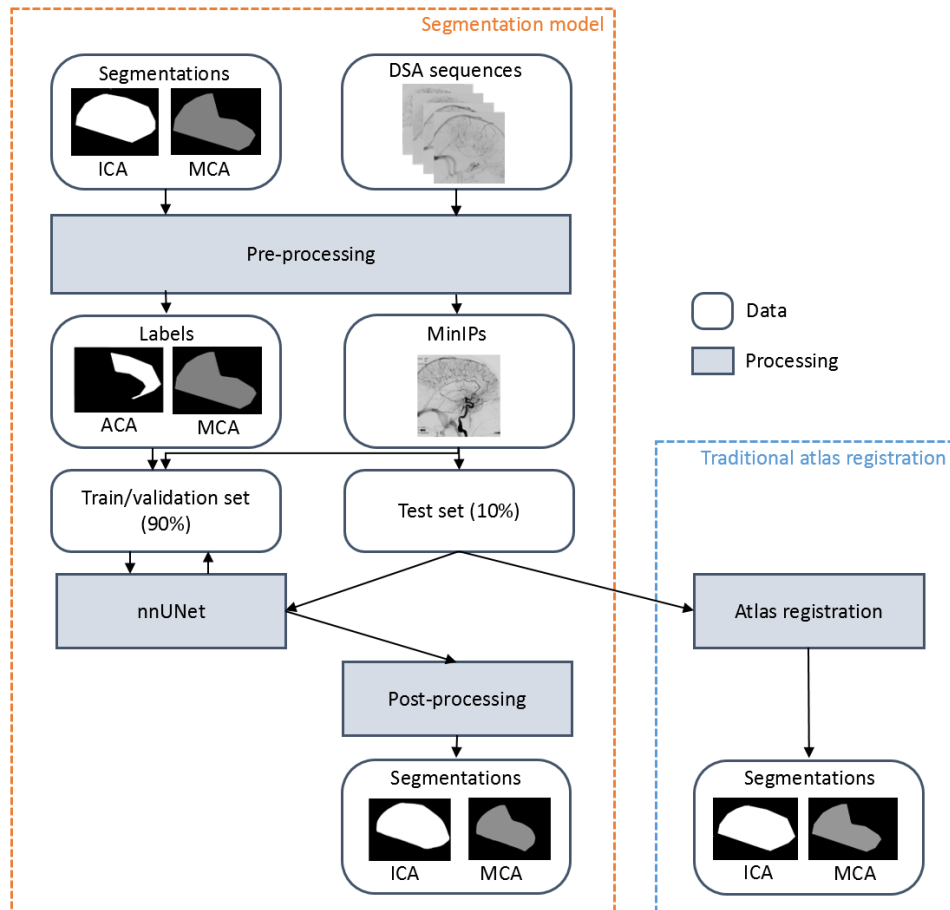 Segmentation model
Segmentations
ICA MCA
DSA sequences
Pre-processing
Labels
ACA MCA
MinIPs
Data
Processing
Train/validation set
(90%)
Test set (10%)
Traditional atlas registration
nnUNet
Atlas registration
Post-processing
Segmentations
ICA MCA
Segmentations
ICA MCA